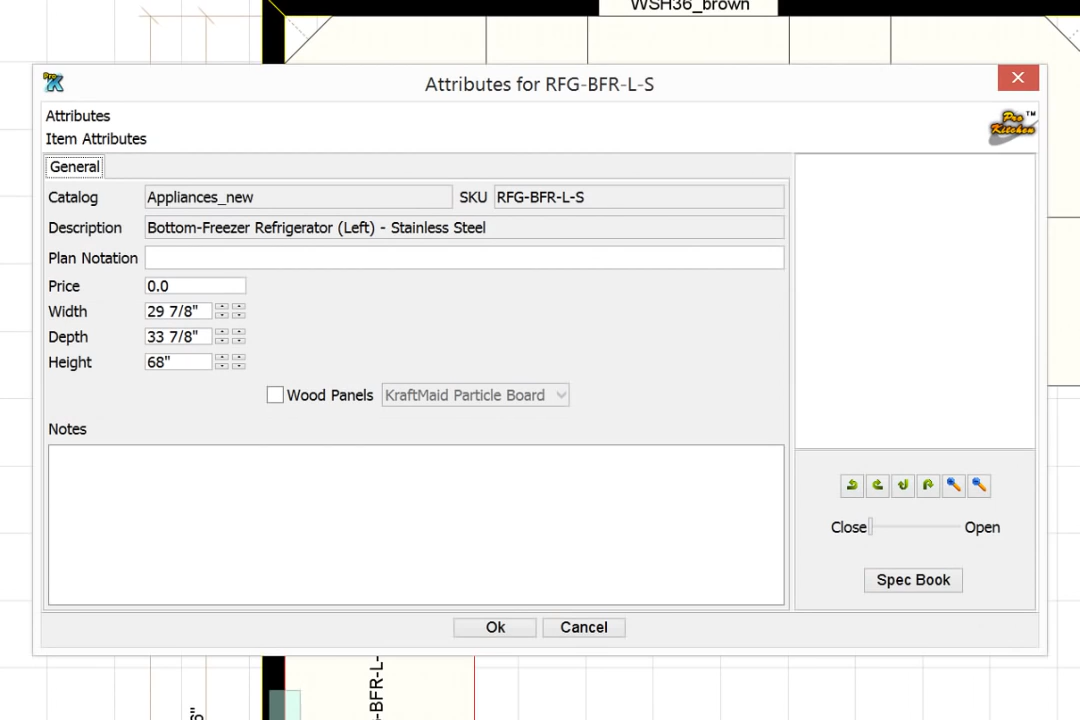 WSH36_brown
Attributes for RFG-BFR-L-S
Attributes
Item Attributes
Pro Kitchen™
General
Catalog Appliances_new SKU RFG-BFR-L-S
Description Bottom-Freezer Refrigerator (Left) - Stainless Steel
Plan Notation
Price 0.0
Width 29 7/8"
Depth 33 7/8"
Height 68"
Wood Panels KraftMaid Particle Board
Notes
Close Open
Spec Book
Ok Cancel
-BFR-L-